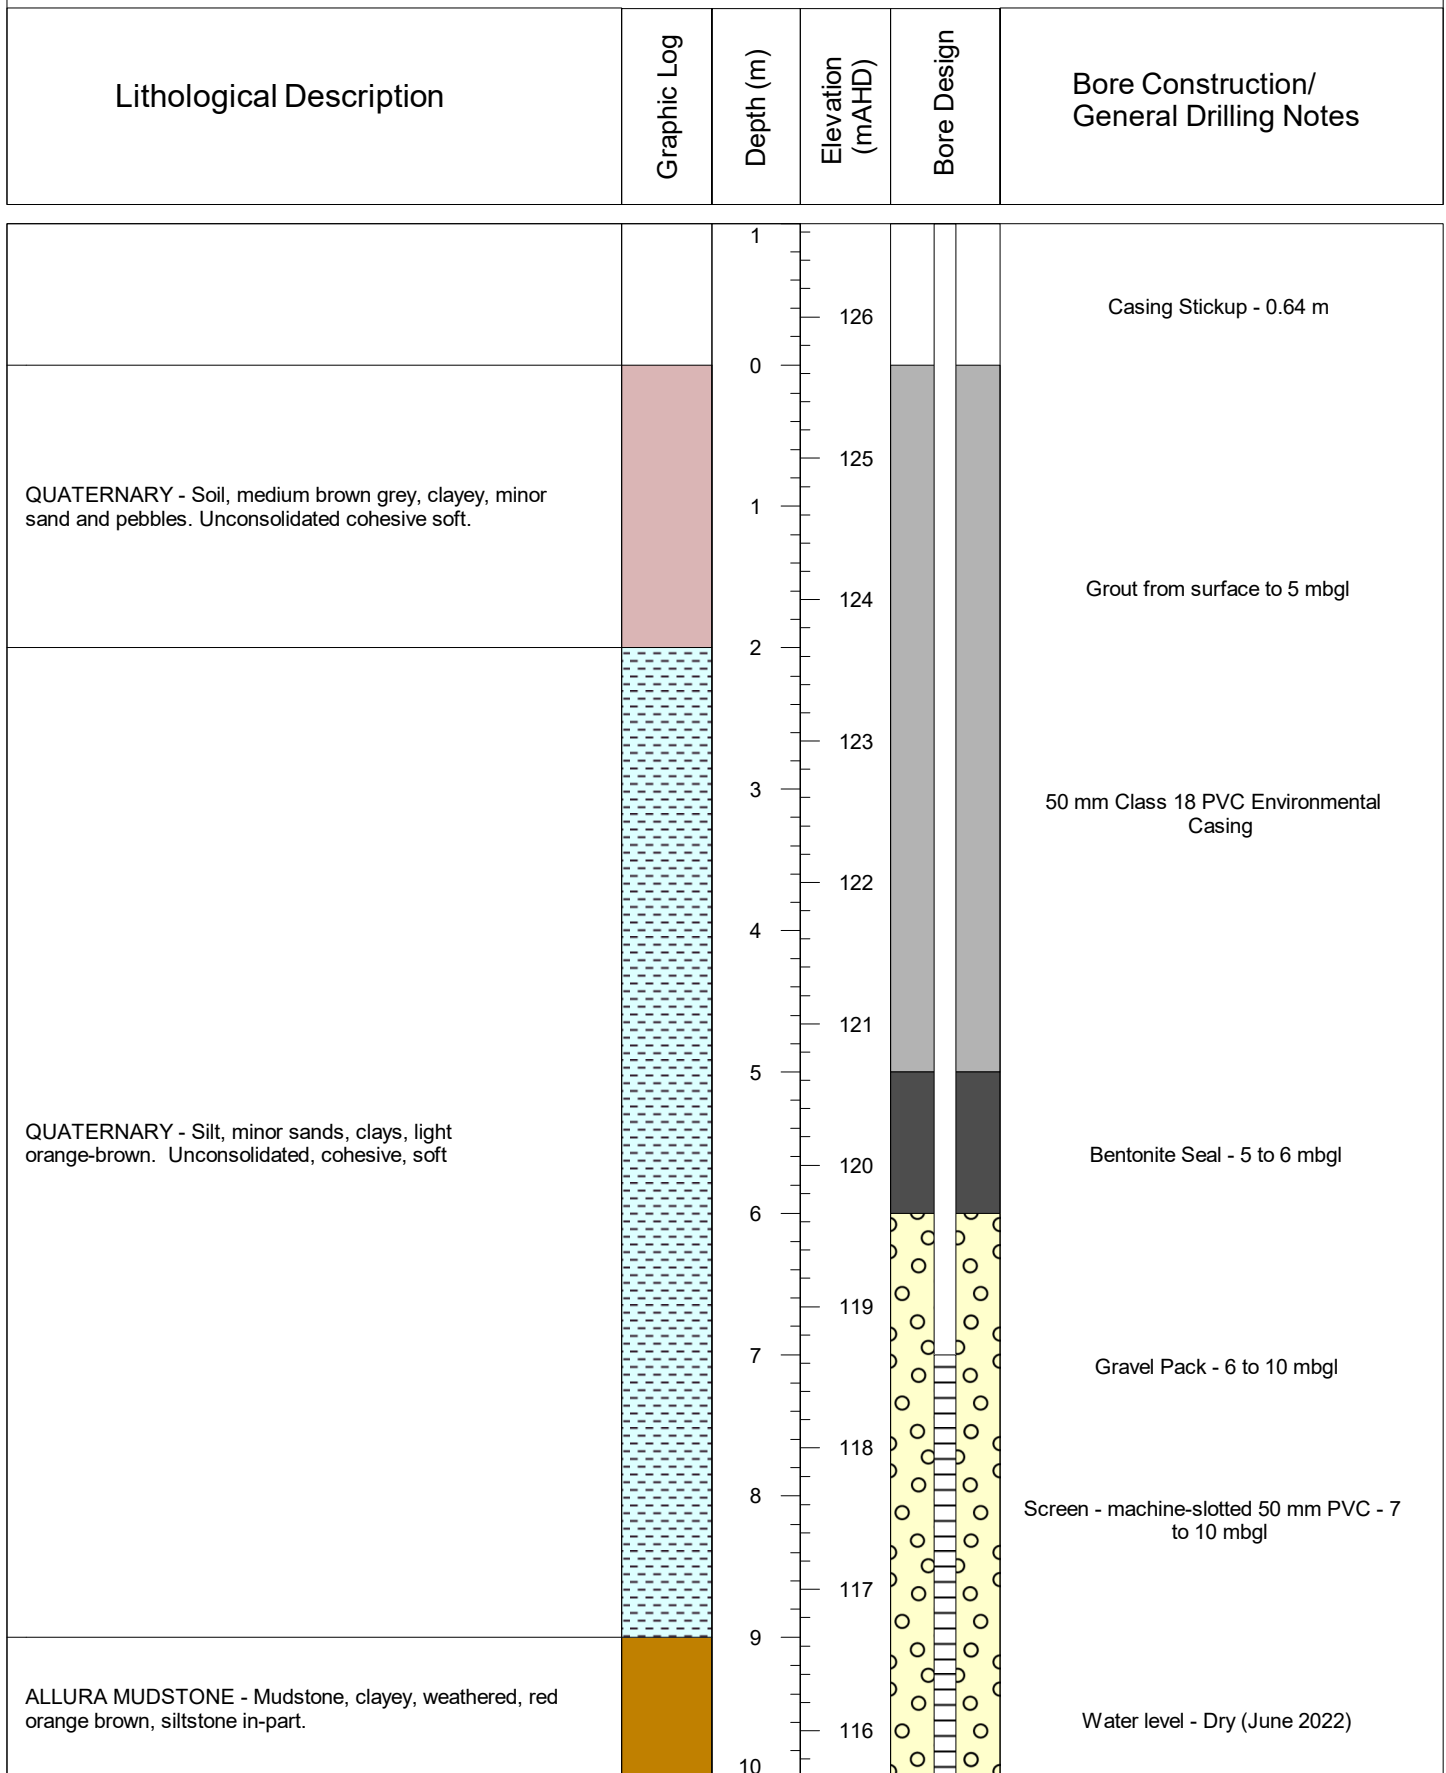 Lithological Description
Graphic Log
Depth (m)
Elevation
(mAHD)
Bore Design
Bore Construction/
General Drilling Notes
1
126
Casing Stickup - 0.64 m
0
125
QUATERNARY - Soil, medium brown grey, clayey, minor
sand and pebbles. Unconsolidated cohesive soft.
1
Grout from surface to 5 mbgl
124
2
123
3
50 mm Class 18 PVC Environmental
Casing
122
4
121
5
QUATERNARY - Silt, minor sands, clays, light
orange-brown.  Unconsolidated, cohesive, soft
Bentonite Seal - 5 to 6 mbgl
120
6
119
7
Gravel Pack - 6 to 10 mbgl
118
8
Screen - machine-slotted 50 mm PVC - 7
to 10 mbgl
117
9
ALLURA MUDSTONE - Mudstone, clayey, weathered, red
orange brown, siltstone in-part.
Water level - Dry (June 2022)
116
10